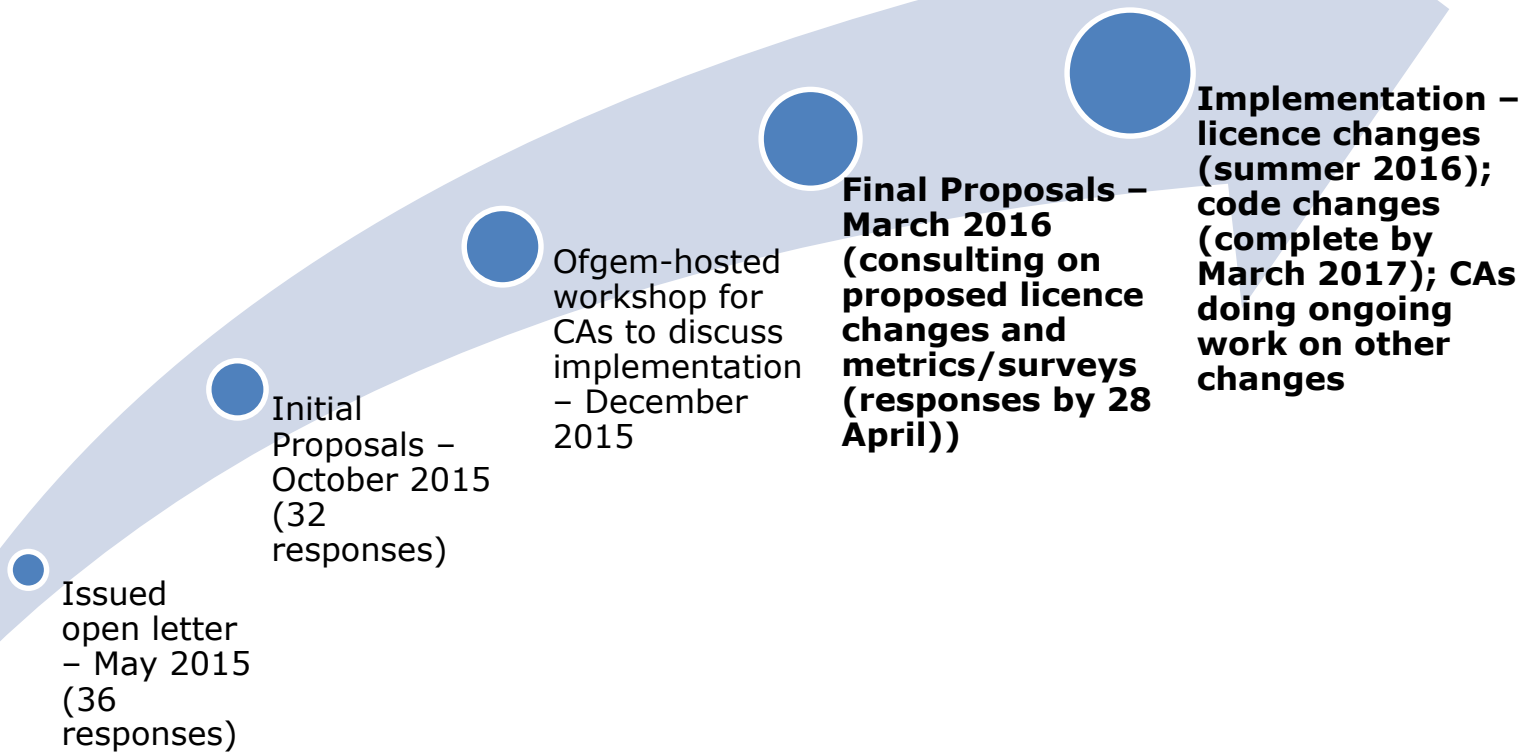 Issued
open letter
– May 2015
(36
responses)
Initial
Proposals –
October 2015
(32
responses)
Ofgem-hosted
workshop for
CAs to discuss
implementation
– December
2015
Final Proposals –
March 2016
(consulting on
proposed licence
changes and
metrics/surveys
(responses by 28
April))
Implementation –
licence changes
(summer 2016);
code changes
(complete by
March 2017); CAs
doing ongoing
work on other
changes